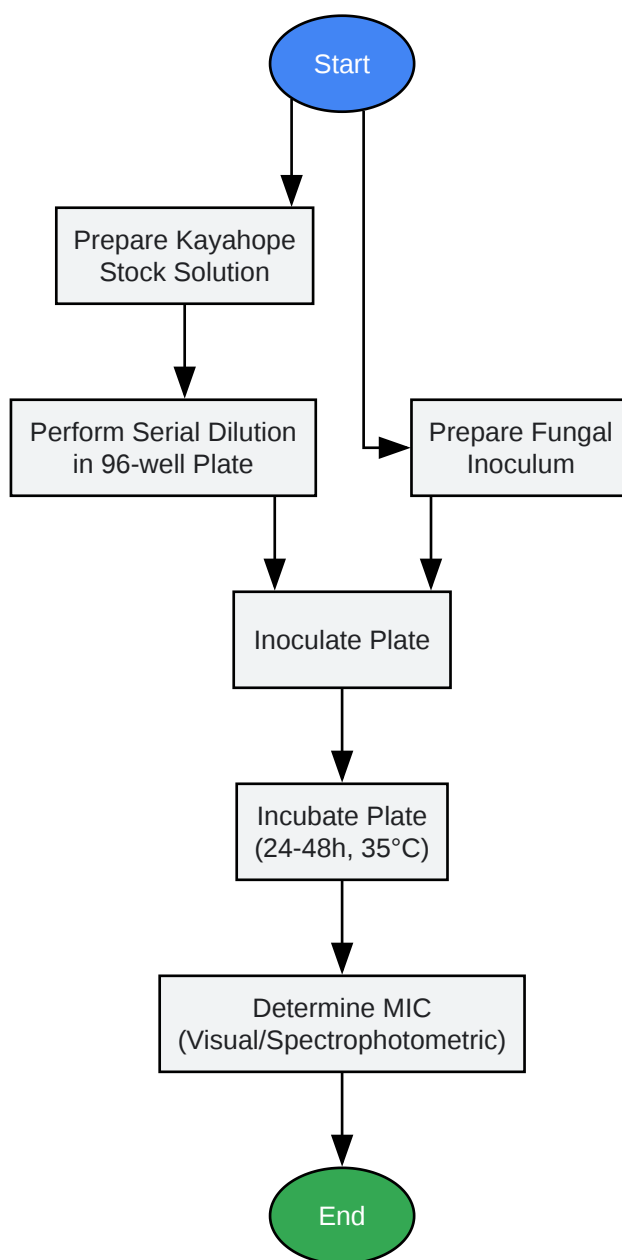 Start
Prepare Kayahope
Stock Solution
Perform Serial Dilution
in 96-well Plate
Prepare Fungal
Inoculum
Inoculate Plate
Incubate Plate
(24-48h, 35°C)
Determine MIC
(Visual/Spectrophotometric)
End